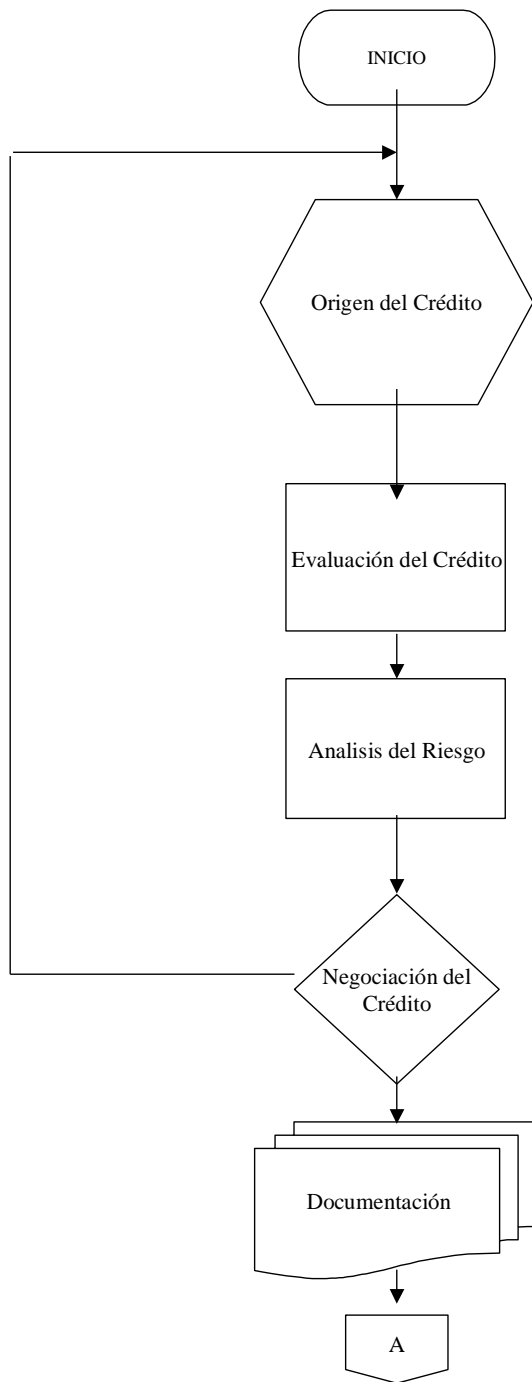 INICIO
Origen del Crédito
Evaluación del Crédito
Analisis del Riesgo
Negociación del
Crédito
Documentación
A